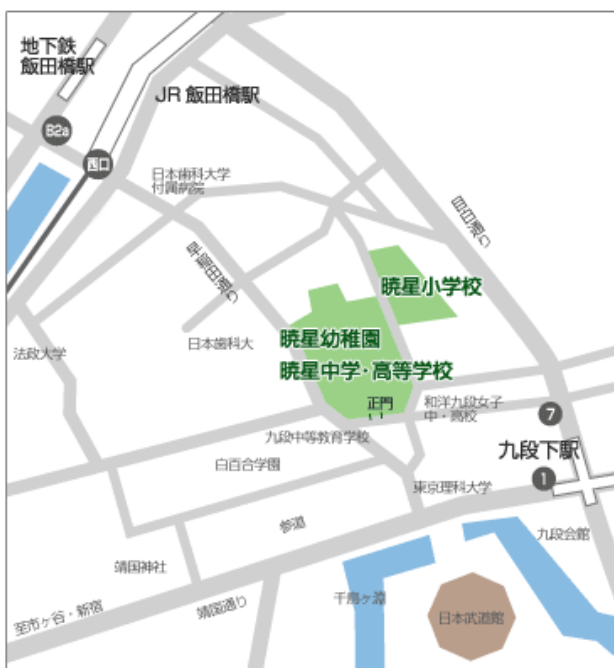 地下鉄
飯田橋駅
JR 飯田橋駅
B2a
西口
日本歯科大学
付属病院
目白通り
早稲田通り
暁星小学校
日本歯科大
暁星幼稚園
暁星中学・高等学校
法政大学
正門
和洋九段女子
中・高校
7
九段中等教育学校
九段下駅
白百合学園
1
東京理科大学
参道
九段会館
靖国神社
千鳥ヶ淵
靖国通り
至市ヶ谷・新宿
日本武道館